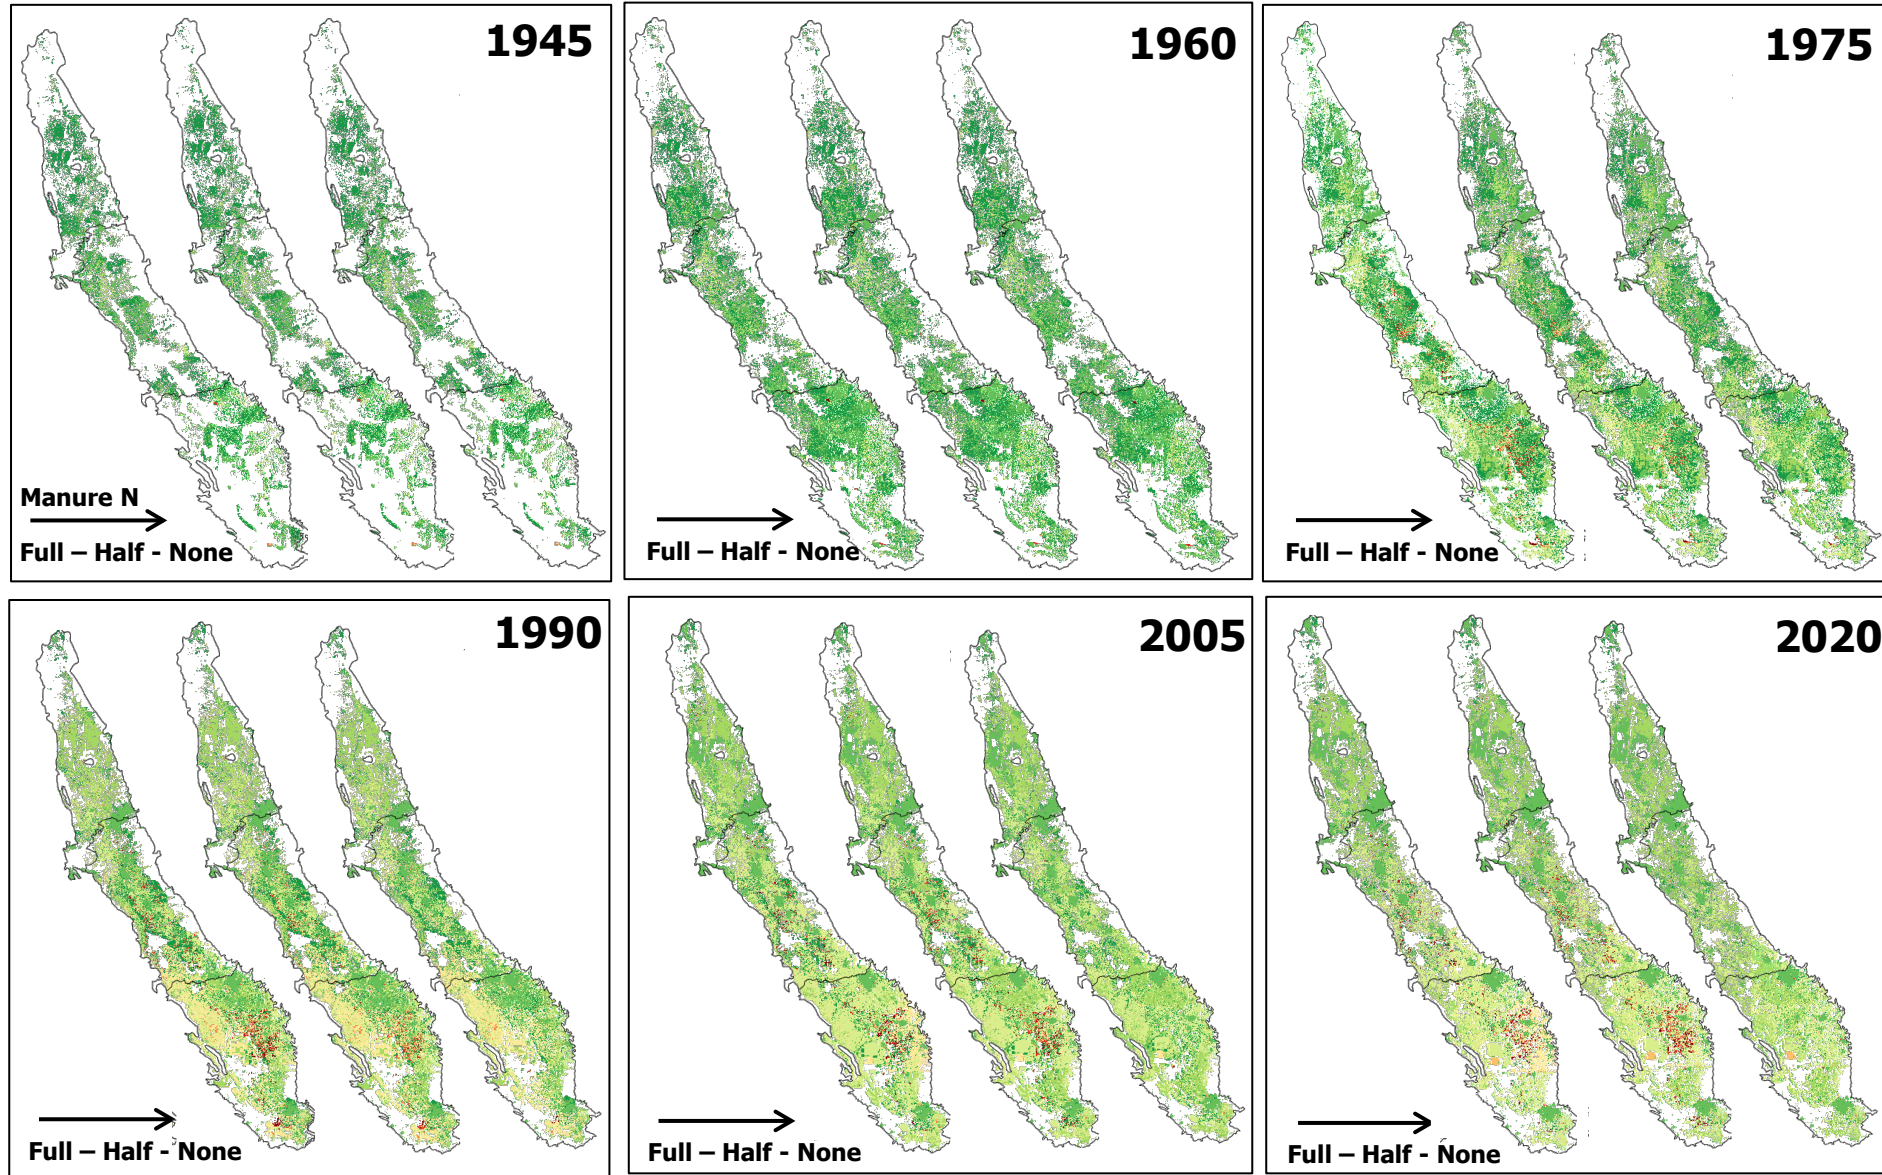 1945
Manure N
Full – Half - None
1960
Full – Half - None
1975
Full – Half - None
1990
Full – Half - None
2005
Full – Half - None
2020
Full – Half - None